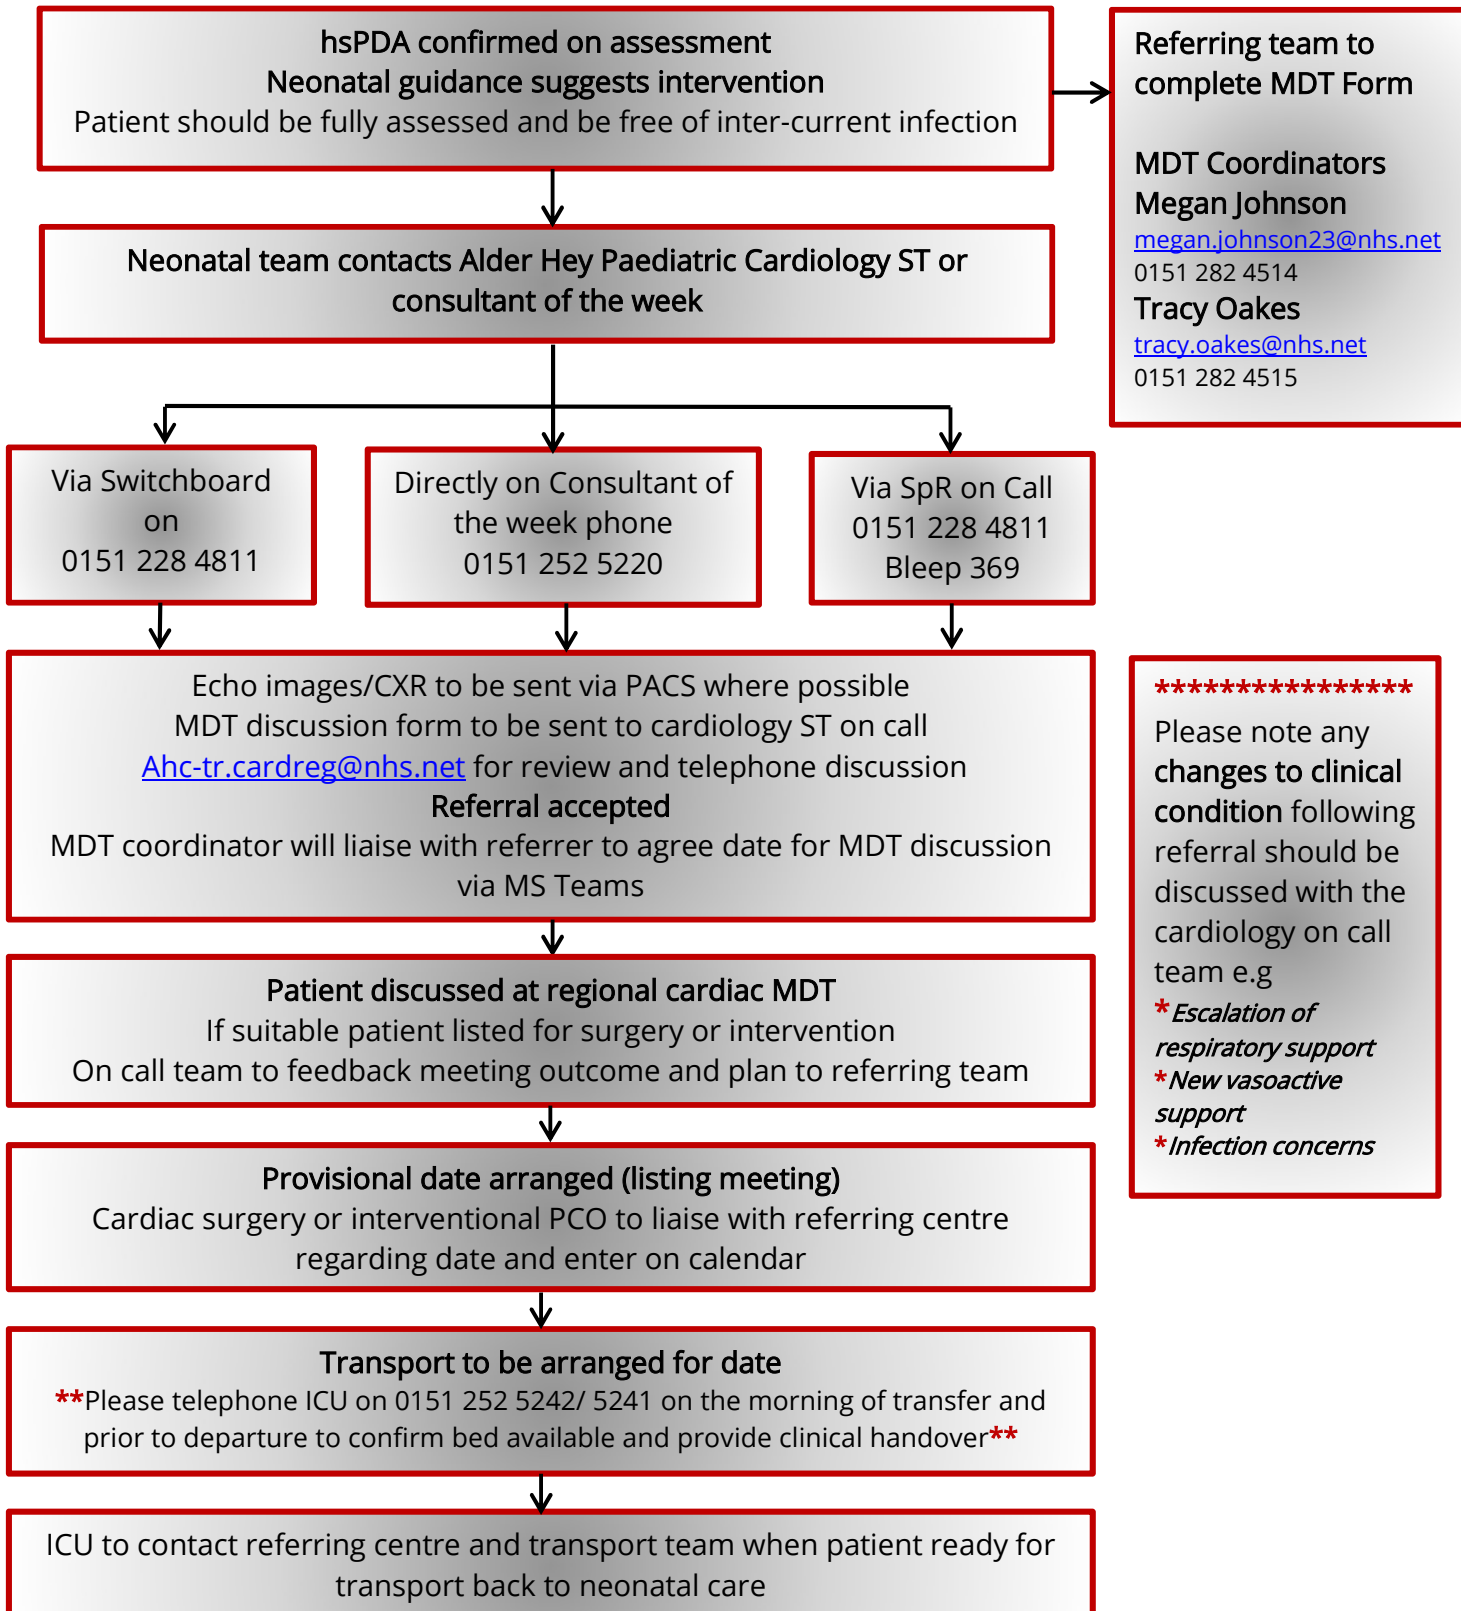 hsPDA confirmed on assessment
Neonatal guidance suggests intervention
Patient should be fully assessed and be free of inter-current infection
Referring team to
complete MDT Form
MDT Coordinators
Megan Johnson
megan.johnson23@nhs.net
0151 282 4514
Tracy Oakes
tracy.oakes@nhs.net
0151 282 4515
Neonatal team contacts Alder Hey Paediatric Cardiology ST or
consultant of the week
Via Switchboard
on
0151 228 4811
Directly on Consultant of
the week phone
0151 252 5220
Via SpR on Call
0151 228 4811
Bleep 369
Echo images/CXR to be sent via PACS where possible
MDT discussion form to be sent to cardiology ST on call
Ahc-tr.cardreg@nhs.net for review and telephone discussion
Referral accepted
MDT coordinator will liaise with referrer to agree date for MDT discussion
via MS Teams
****************
Please note any
changes to clinical
condition following
referral should be
discussed with the
cardiology on call
team e.g
*Escalation of
respiratory support
*New vasoactive
support
*Infection concerns
Patient discussed at regional cardiac MDT
If suitable patient listed for surgery or intervention
On call team to feedback meeting outcome and plan to referring team
Provisional date arranged (listing meeting)
Cardiac surgery or interventional PCO to liaise with referring centre
regarding date and enter on calendar
Transport to be arranged for date
**Please telephone ICU on 0151 252 5242/ 5241 on the morning of transfer and
prior to departure to confirm bed available and provide clinical handover**
ICU to contact referring centre and transport team when patient ready for
transport back to neonatal care